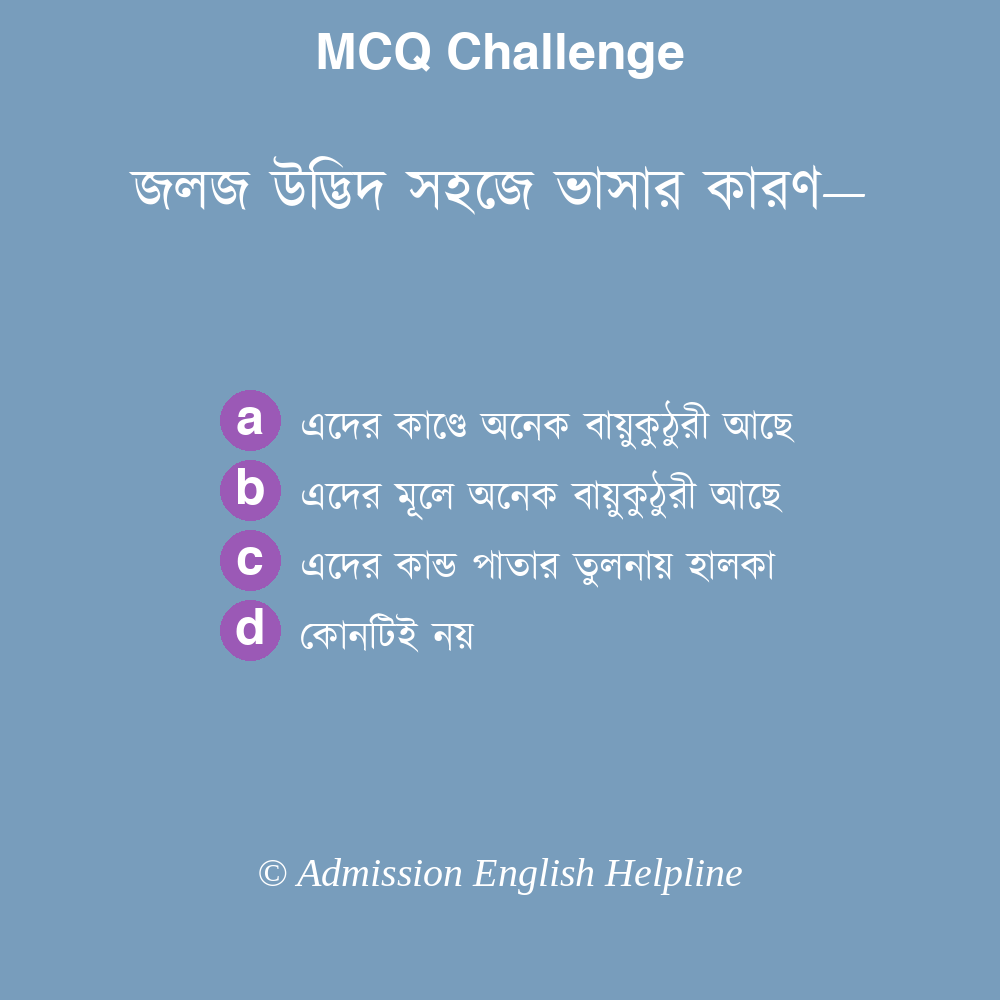 MCQ Challenge
জলজ উদ্ভিদ সহজে ভাসার কারণ—
a এদের কাণ্ডে অনেক বায়ুকুঠুরী আছে
b এদের মূলে অনেক বায়ুকুঠুরী আছে
c এদের কান্ড পাতার তুলনায় হালকা
d কোনটিই নয়
© Admission English Helpline